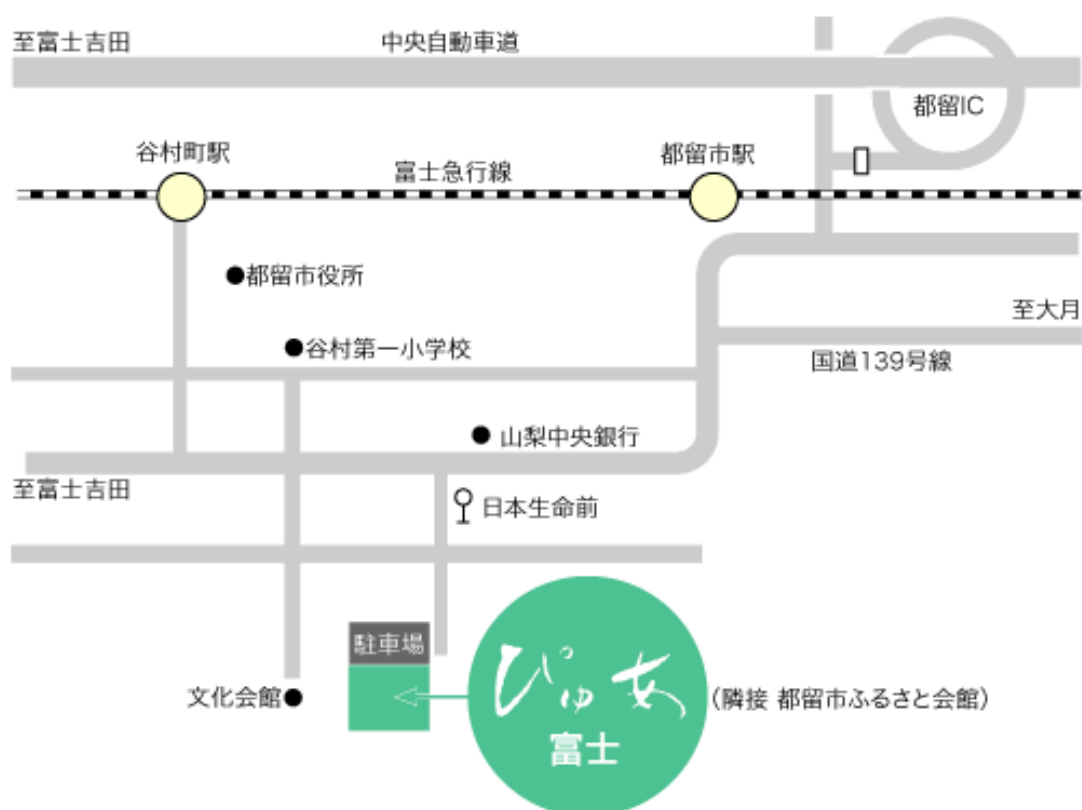 至富士吉田
中央自動車道
都留IC
谷村町駅
富士急行線
都留市駅
都留市役所
至大月
谷村第一小学校
国道139号線
山梨中央銀行
至富士吉田
日本生命前
駐車場
文化会館
ぴゅあ
富士
（隣接 都留市ふるさと会館）